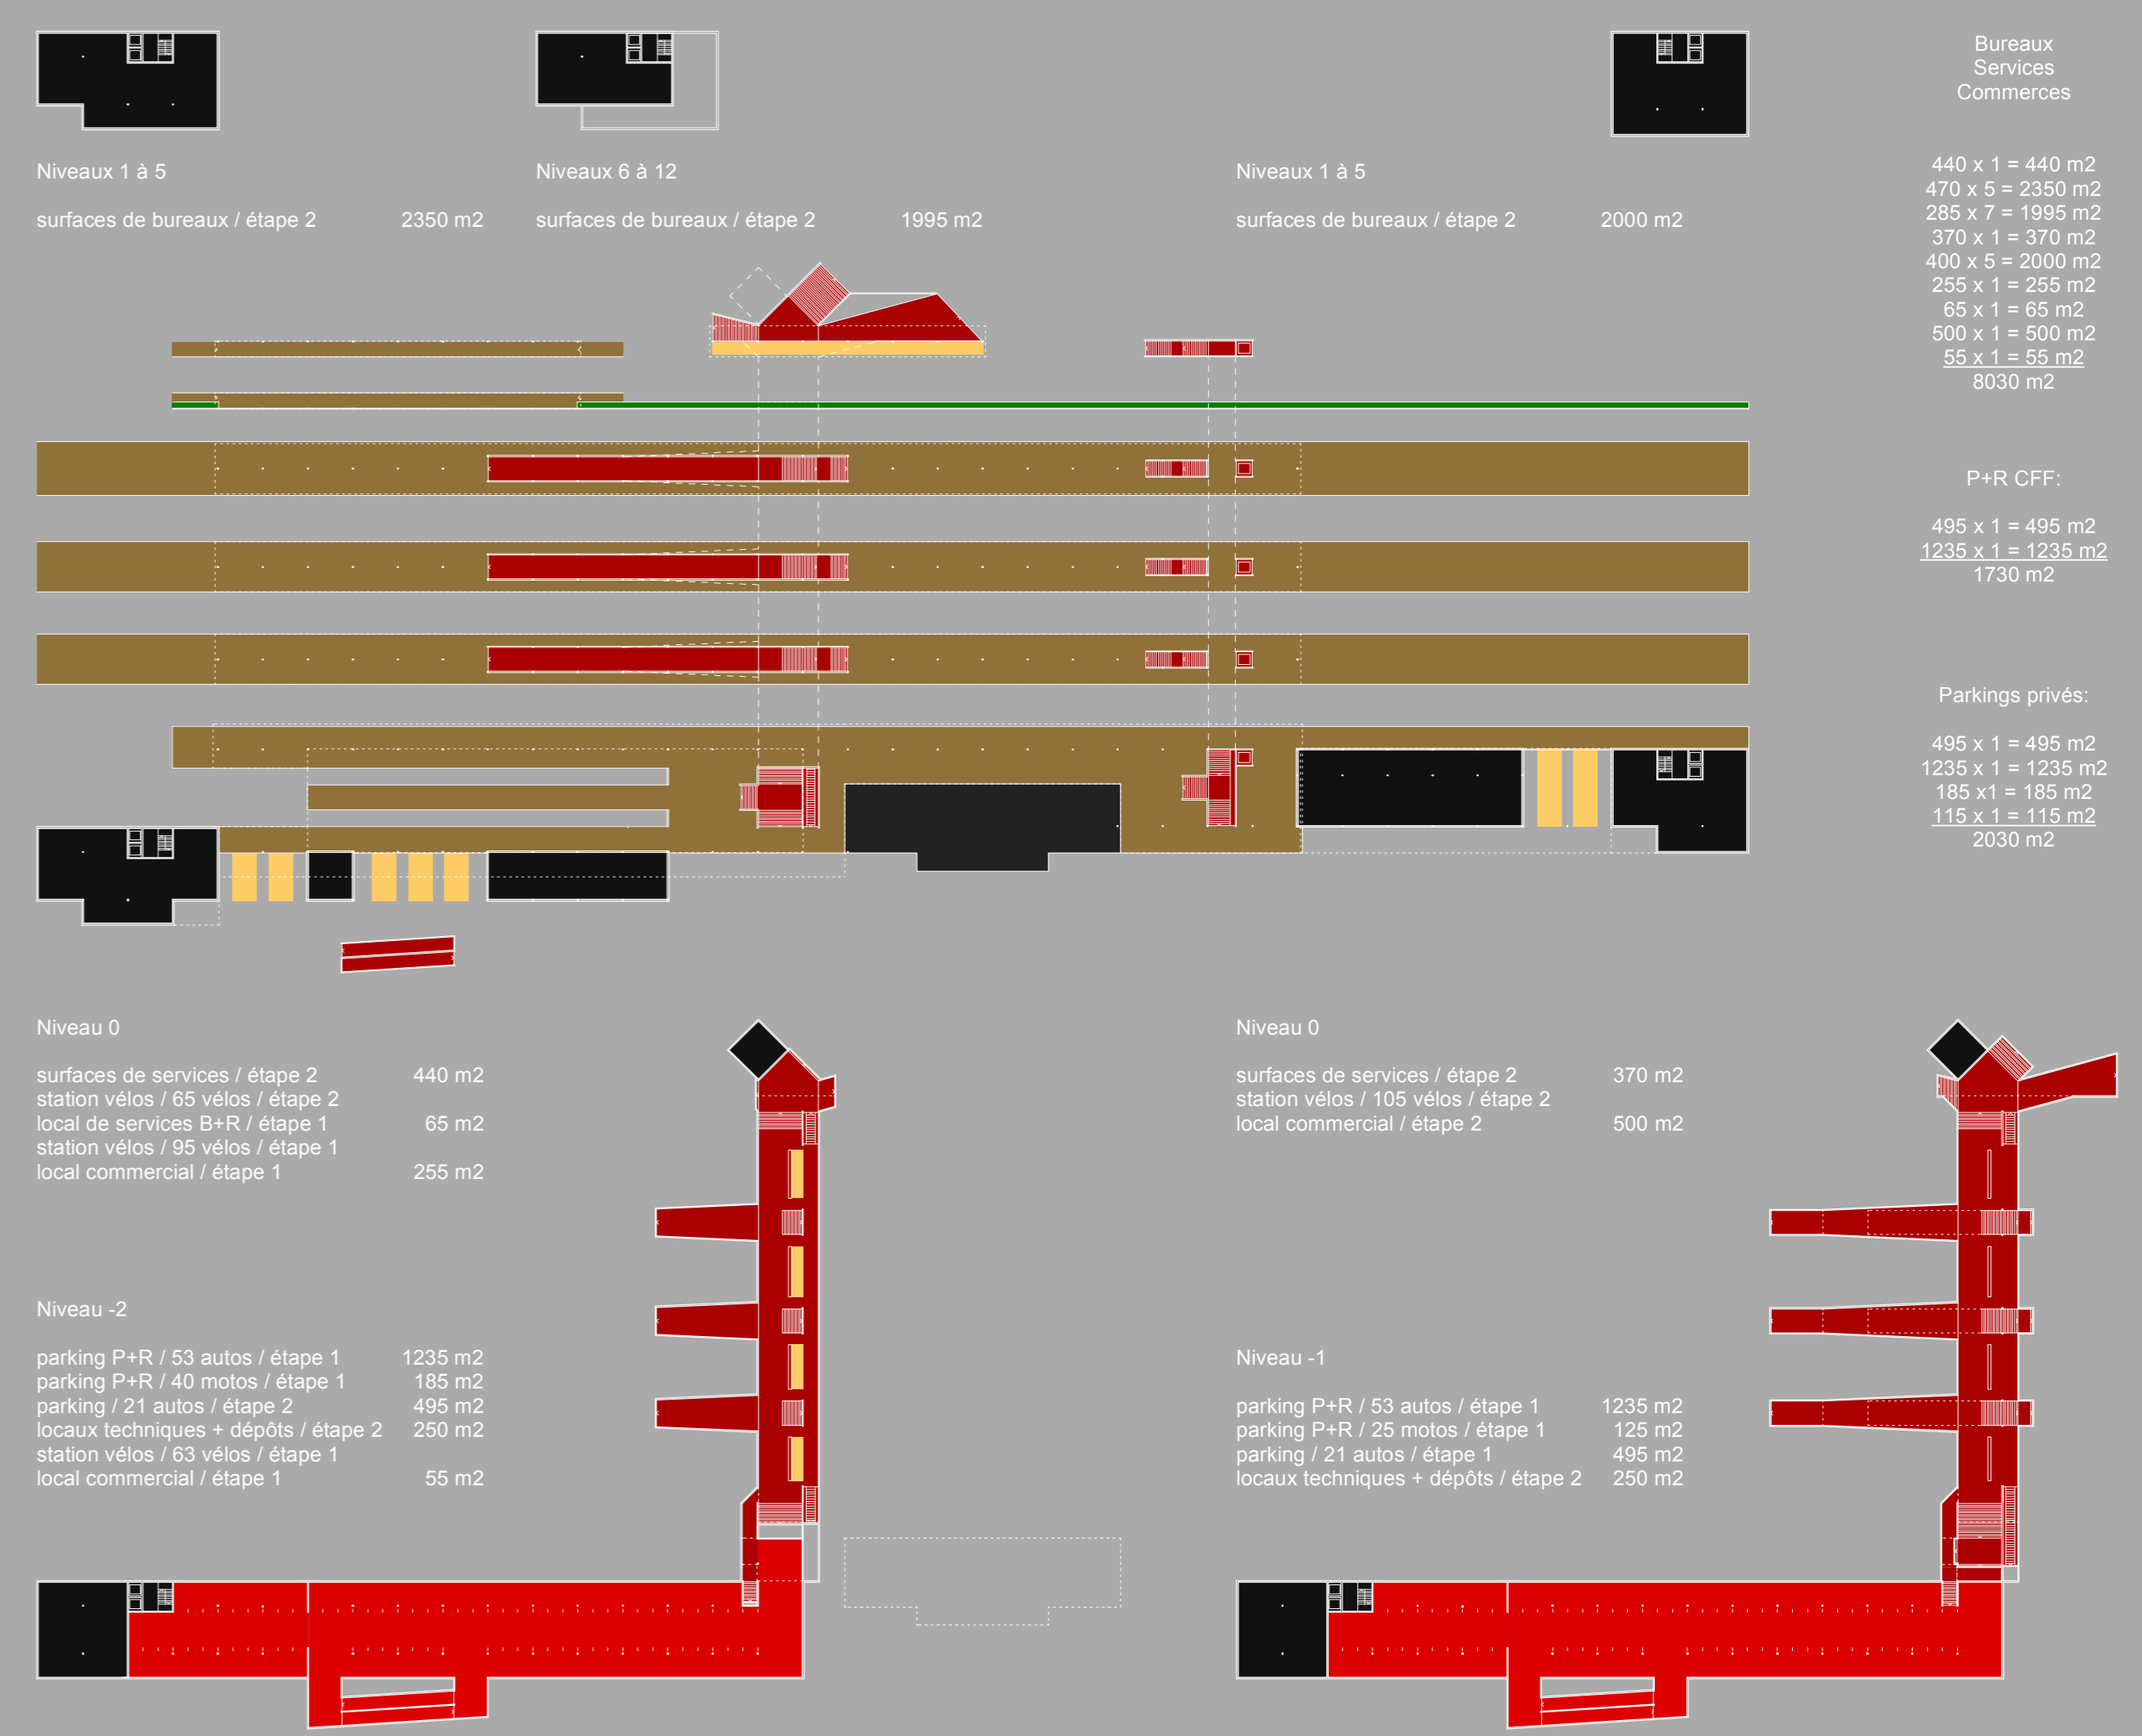 Niveaux 1 à 5
surfaces de bureaux / étape 2 2350 m2
Niveaux 6 à 12
surfaces de bureaux / étape 2 1995 m2
Niveaux 1 à 5
surfaces de bureaux / étape 2 2000 m2
Bureaux
Services
Commerces
440 x 1 = 440 m2
470 x 5 = 2350 m2
285 x 7 = 1995 m2
370 x 1 = 370 m2
400 x 5 = 2000 m2
255 x 1 = 255 m2
65 x 1 = 65 m2
500 x 1 = 500 m2
55 x 1 = 55 m2
8030 m2
P+R CFF:
495 x 1 = 495 m2
1235 x 1 = 1235 m2
1730 m2
Parkings privés:
495 x 1 = 495 m2
1235 x 1 = 1235 m2
185 x1 = 185 m2
115 x 1 = 115 m2
2030 m2
Niveau 0
surfaces de services / étape 2 440 m2
station vélos / 65 vélos / étape 2
local de services B+R / étape 1 65 m2
station vélos / 95 vélos / étape 1
local commercial / étape 1 255 m2
Niveau -2
parking P+R / 53 autos / étape 1 1235 m2
parking P+R / 40 motos / étape 1 185 m2
parking / 21 autos / étape 2 495 m2
locaux techniques + dépôts / étape 2 250 m2
station vélos / 63 vélos / étape 1
local commercial / étape 1 55 m2
Niveau 0
surfaces de services / étape 2 370 m2
station vélos / 105 vélos / étape 2
local commercial / étape 2 500 m2
Niveau -1
parking P+R / 53 autos / étape 1 1235 m2
parking P+R / 25 motos / étape 1 125 m2
parking / 21 autos / étape 1 495 m2
locaux techniques + dépôts / étape 2 250 m2